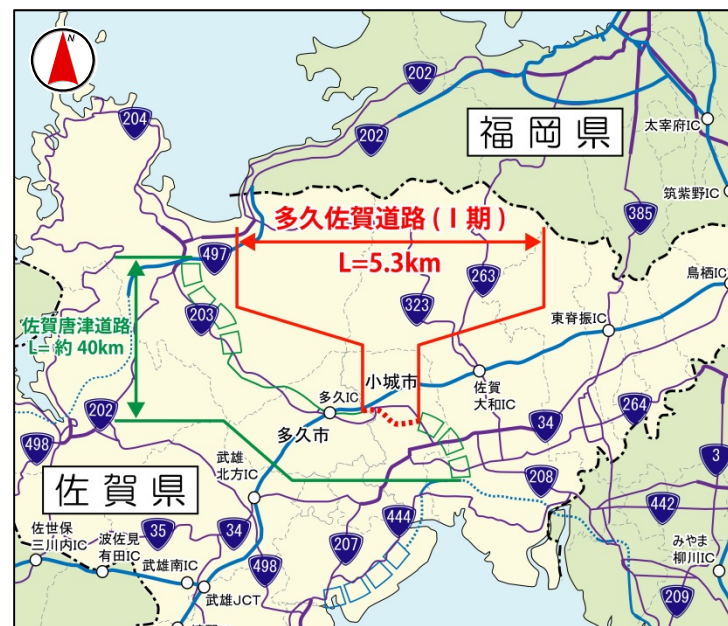 N
202
204
202
福岡県
太宰府IC
筑紫野IC
385
多久佐賀道路(Ⅰ期)
L=5.3km
497
263
鳥栖IC
323
203
佐賀唐津道路
L= 約 40km
東脊振IC
小城市
佐賀
大和IC
多久IC
202
多久市
34
264
498
武雄
北方IC
3
佐賀県
208
442
444
佐世保
三川内IC
35
波佐見
有田IC
34
207
みやま
柳川IC
武雄南IC
498
武雄JCT
209